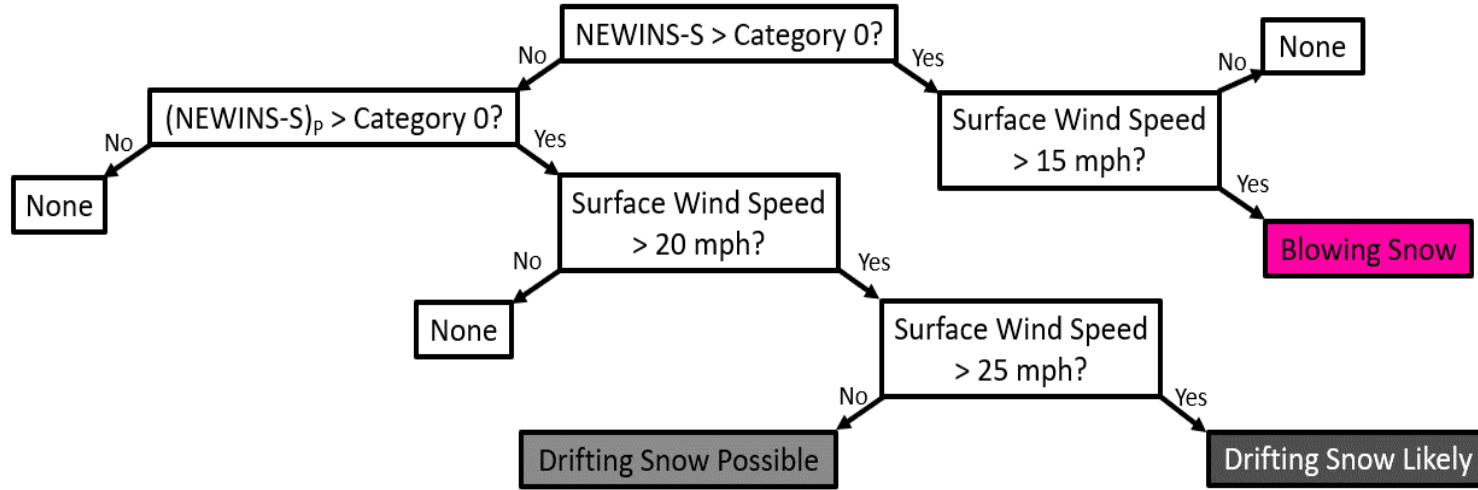 NEWINS-S > Category 0?
No
Yes
None
No
(NEWINS-S)P > Category 0?
Surface Wind Speed
> 15 mph?
No
Yes
Yes
None
Surface Wind Speed
> 20 mph?
Blowing Snow
No
Yes
None
Surface Wind Speed
> 25 mph?
No
Yes
Drifting Snow Possible
Drifting Snow Likely